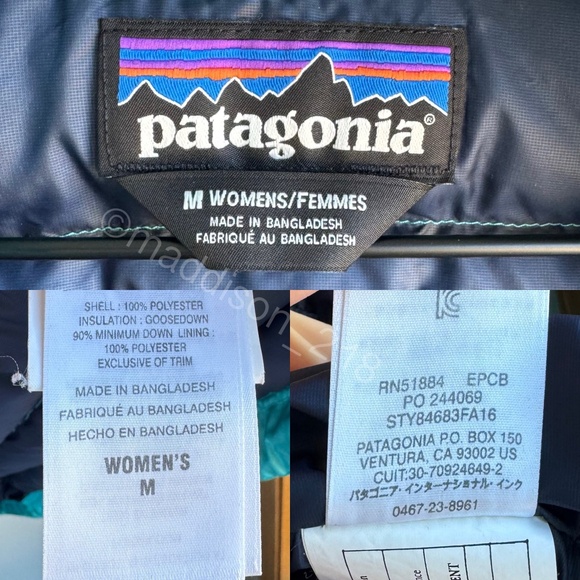 patagonia®
M WOMENS/FEMMES
MADE IN BANGLADESH
FABRIQUÉ AU BANGLADESH
©maddison_218
SHELL : 100% POLYESTER
INSULATION : GOOSEDOWN
90% MINIMUM DOWN LINING :
100% POLYESTER
EXCLUSIVE OF TRIM
MADE IN BANGLADESH
FABRIQUÉ AU BANGLADESH
HECHO EN BANGLADESH
WOMEN'S
M
RN51884 EPCB
PO 244069
STY84683FA16
PATAGONIA P.O. BOX 150
VENTURA, CA 93002 US
CUIT:30-70924649-2
パタゴニア・インターナショナル・インク
0467-23-8961